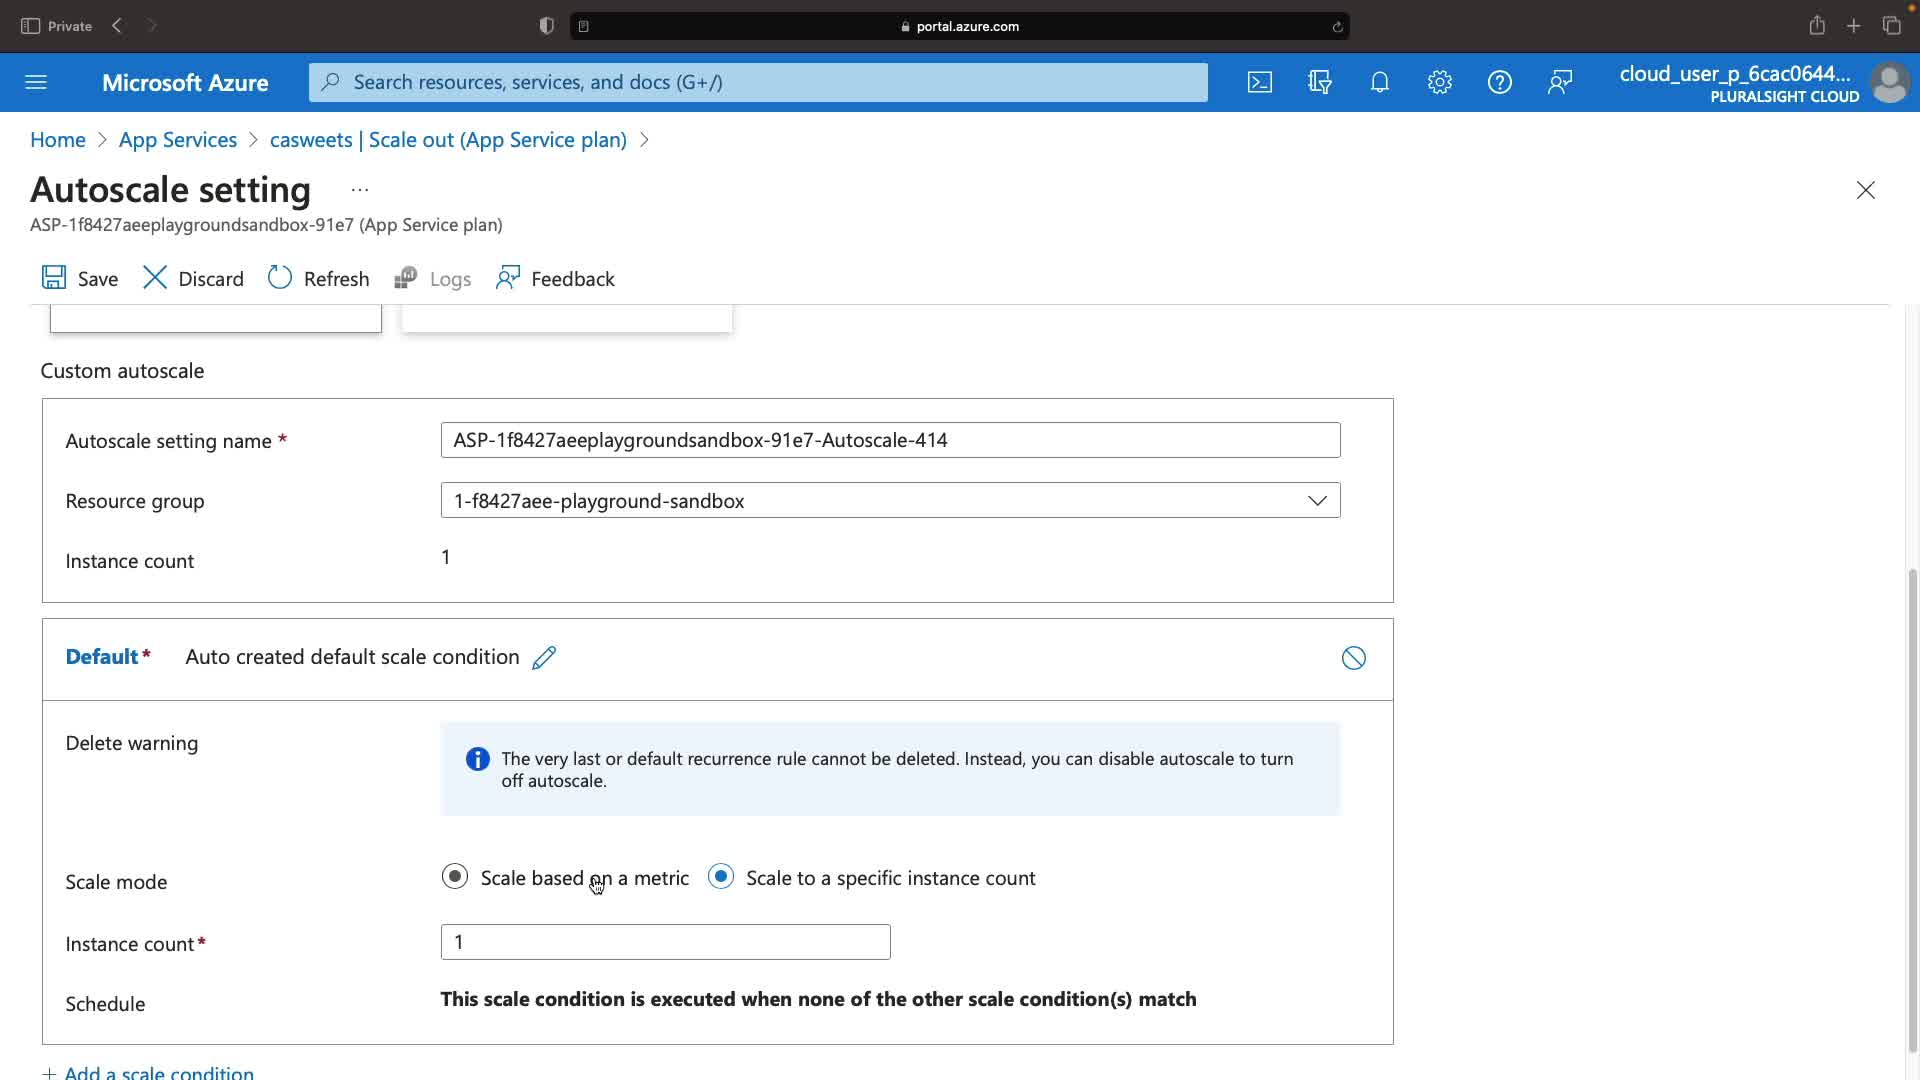 Private
portal.azure.com
Microsoft Azure
Search resources, services, and docs (G+/)
cloud_user_p_6cac0644...
PLURALSIGHT CLOUD
Home > App Services > casweets | Scale out (App Service plan) >
Autoscale setting ...
ASP-1f8427aeeplaygroundsandbox-91e7 (App Service plan)
Save Discard Refresh Logs Feedback
Custom autoscale
Autoscale setting name * ASP-1f8427aeeplaygroundsandbox-91e7-Autoscale-414
Resource group 1-f8427aee-playground-sandbox
Instance count 1
Default* Auto created default scale condition
Delete warning
The very last or default recurrence rule cannot be deleted. Instead, you can disable autoscale to turn
off autoscale.
Scale mode Scale based on a metric Scale to a specific instance count
Instance count* 1
Schedule This scale condition is executed when none of the other scale condition(s) match
+ Add a scale condition